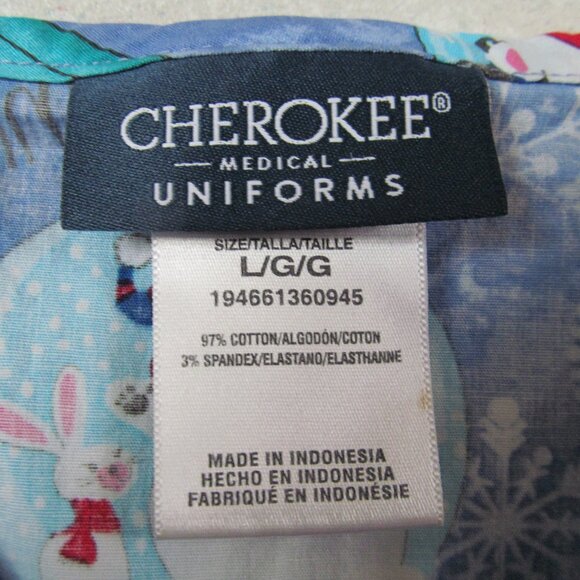 CHEROKEE®
MEDICAL
UNIFORMS
SIZE/TALLA/TAILLE
L/G/G
194661360945
97% COTTON/ALGODÓN/COTON
3% SPANDEX/ELASTANO/ELASTHANNE
MADE IN INDONESIA
HECHO EN INDONESIA
FABRIQUÉ EN INDONÉSIE